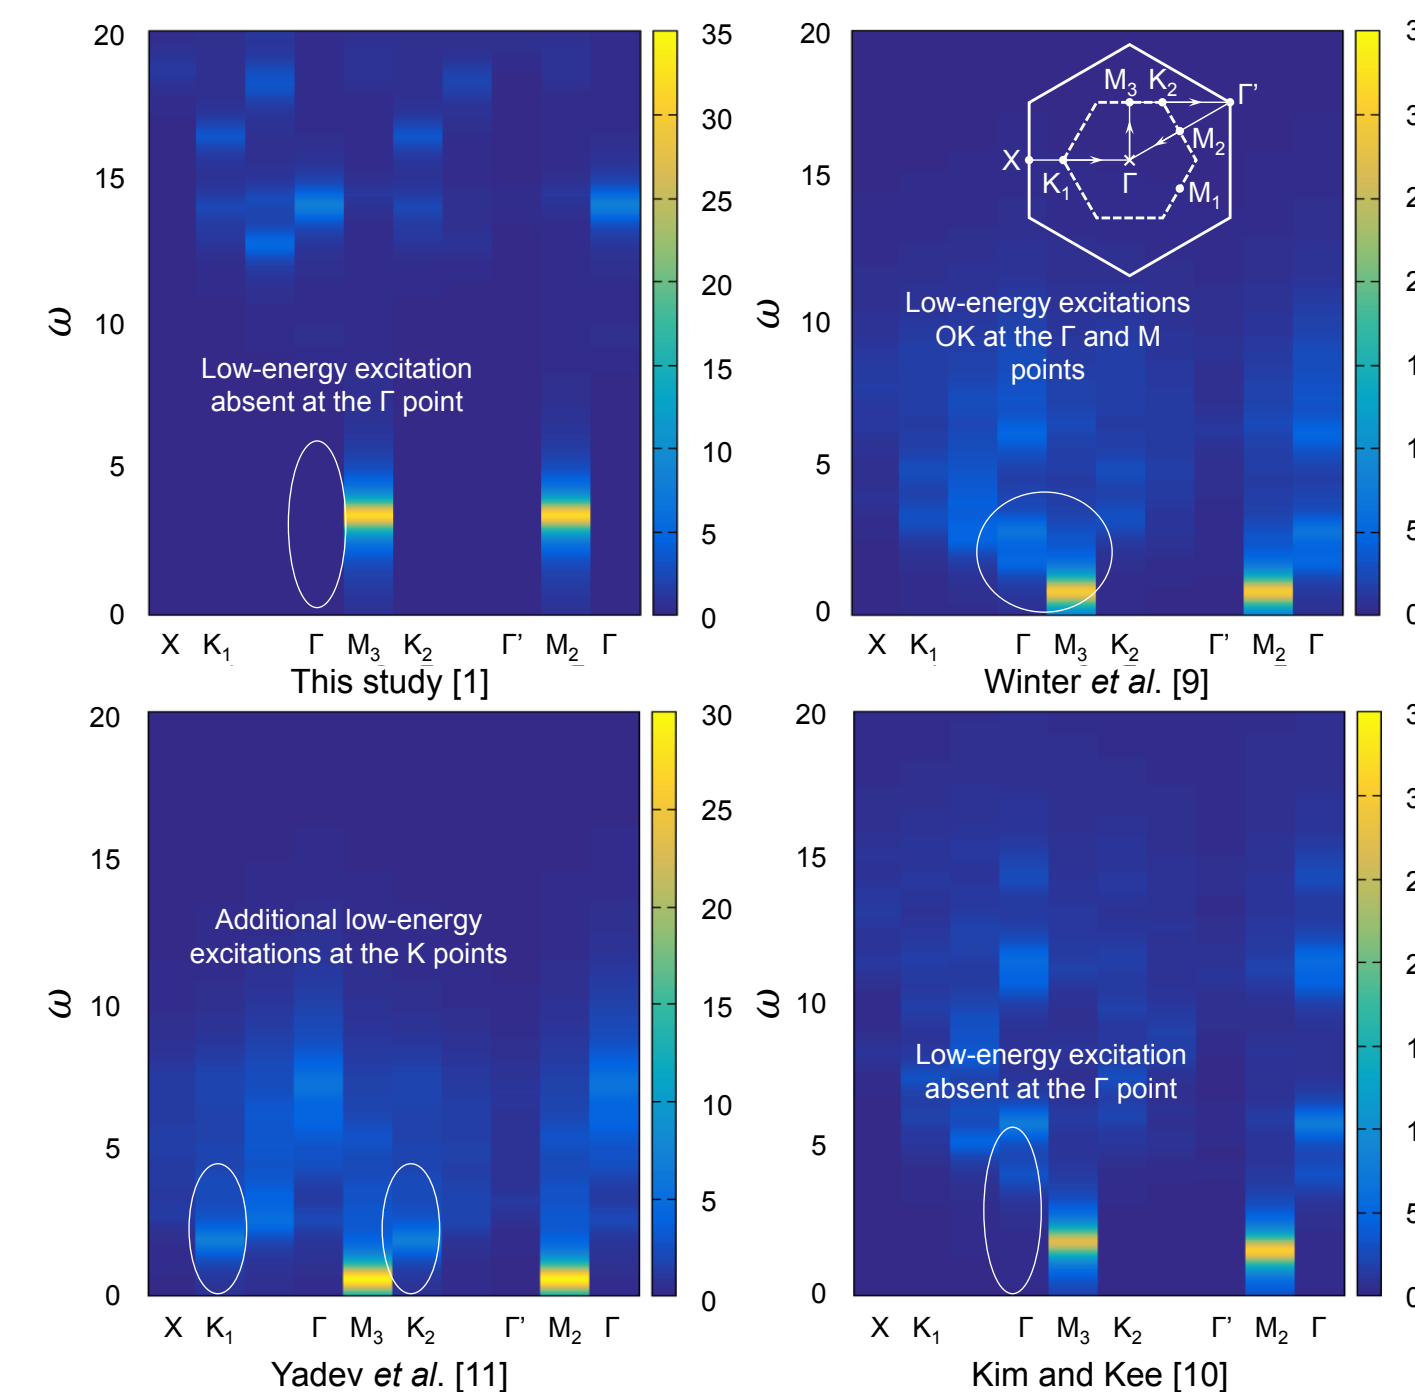 20
15
10
5
0
ω
Low-energy excitation
absent at the Γ point
X K₁ Γ M₃ K₂ Γ’ M₂ Γ
This study [1]
35
30
25
20
15
10
5
0
20
15
10
5
0
ω
M₃ K₂ Γ’
X K₁ Γ M₂
M₁
Low-energy excitations
OK at the Γ and M
points
X K₁ Γ M₃ K₂ Γ’ M₂ Γ
Winter et al. [9]
20
15
10
5
0
ω
Additional low-energy
excitations at the K points
X K₁ Γ M₃ K₂ Γ’ M₂ Γ
Yadev et al. [11]
30
25
20
15
10
5
0
20
15
10
5
0
ω
Low-energy excitation
absent at the Γ point
X K₁ Γ M₃ K₂ Γ’ M₂ Γ
Kim and Kee [10]